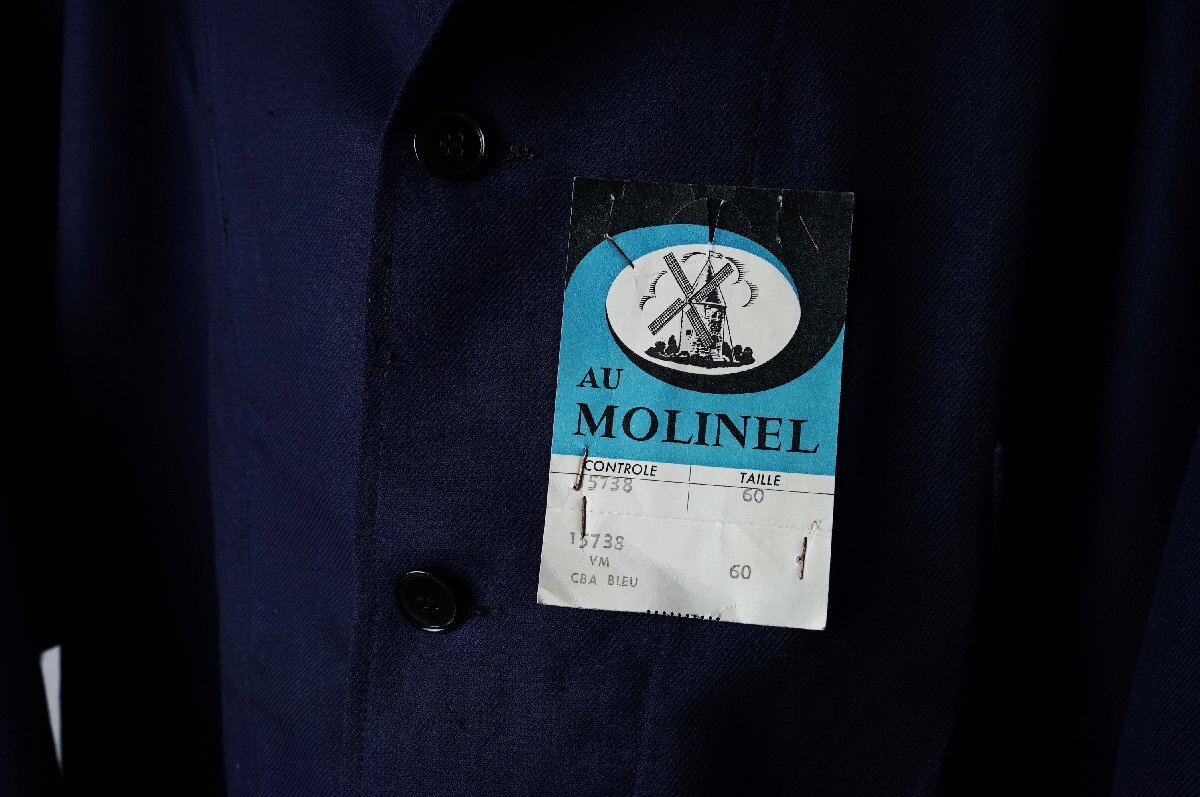 AU
MOLINEL
CONTROLE TAILLE
15738 60
15738
VM 60
CBA BLEU